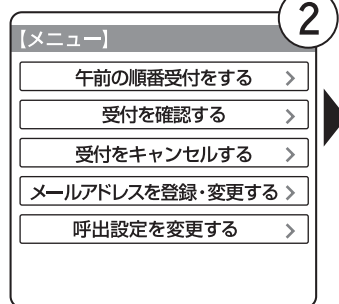 2
【メニュー】
午前の順番受付をする >
受付を確認する >
受付をキャンセルする >
メールアドレスを登録・変更する >
呼出設定を変更する >